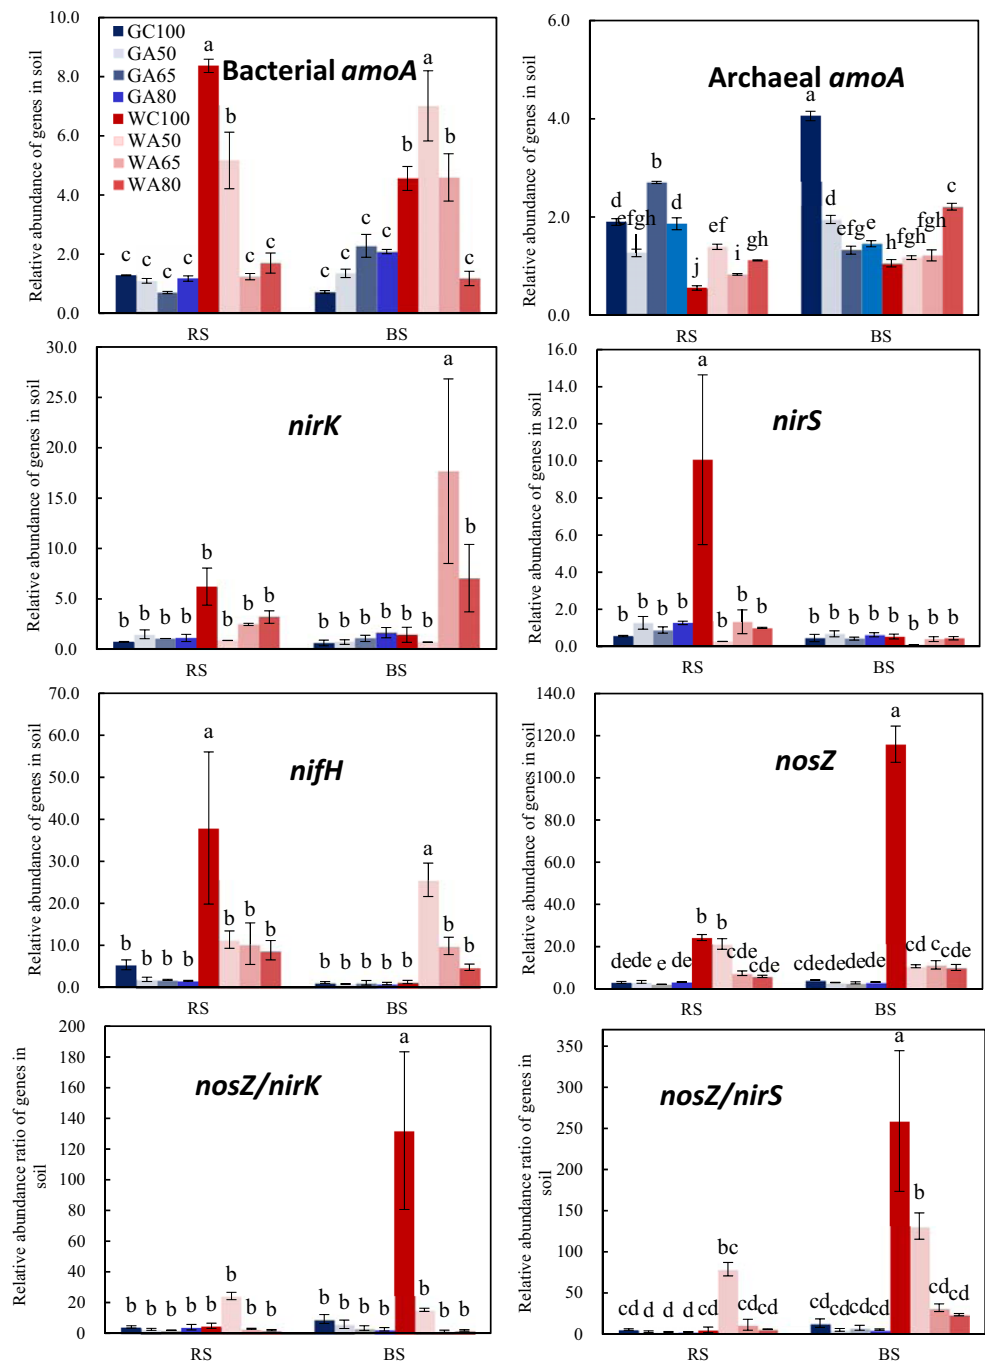 10.0
8.0
6.0
4.0
2.0
0.0
Relative abundance of genes in soil
GC100
GA50
GA65
GA80
WC100
WA50
WA65
WA80
Bacterial amoA
c c c c a b c c
c c c c b a b c
RS BS
6.0
4.0
2.0
0.0
Relative abundance of genes in soil
Archaeal amoA
d efgh b d j ef i gh
a d efg e h fgh fgh c
RS BS
30.0
25.0
20.0
15.0
10.0
5.0
0.0
Relative abundance of genes in soil
nirK
b b b b b b b b
b b b b b b a b
RS BS
16.0
14.0
12.0
10.0
8.0
6.0
4.0
2.0
0.0
Relative abundance of genes in soil
nirS
b b b b a b b b
b b b b b b b b
RS BS
70.0
60.0
50.0
40.0
30.0
20.0
10.0
0.0
Relative abundance of genes in soil
nifH
b b b b a b b b
b b b b b a b b
RS BS
140.0
120.0
100.0
80.0
60.0
40.0
20.0
0.0
Relative abundance of genes in soil
nosZ
de de e de b b cde cde
cde de de de a cd c cde
RS BS
200
180
160
140
120
100
80
60
40
20
0
Relative abundance ratio of genes in
soil
nosZ/nirK
b b b b b b b b
b b b b a b b b
RS BS
350
300
250
200
150
100
50
0
Relative abundance ratio of genes in
soil
nosZ/nirS
cd d d d cd bc cd cd
cd cd cd cd a b cd cd
RS BS